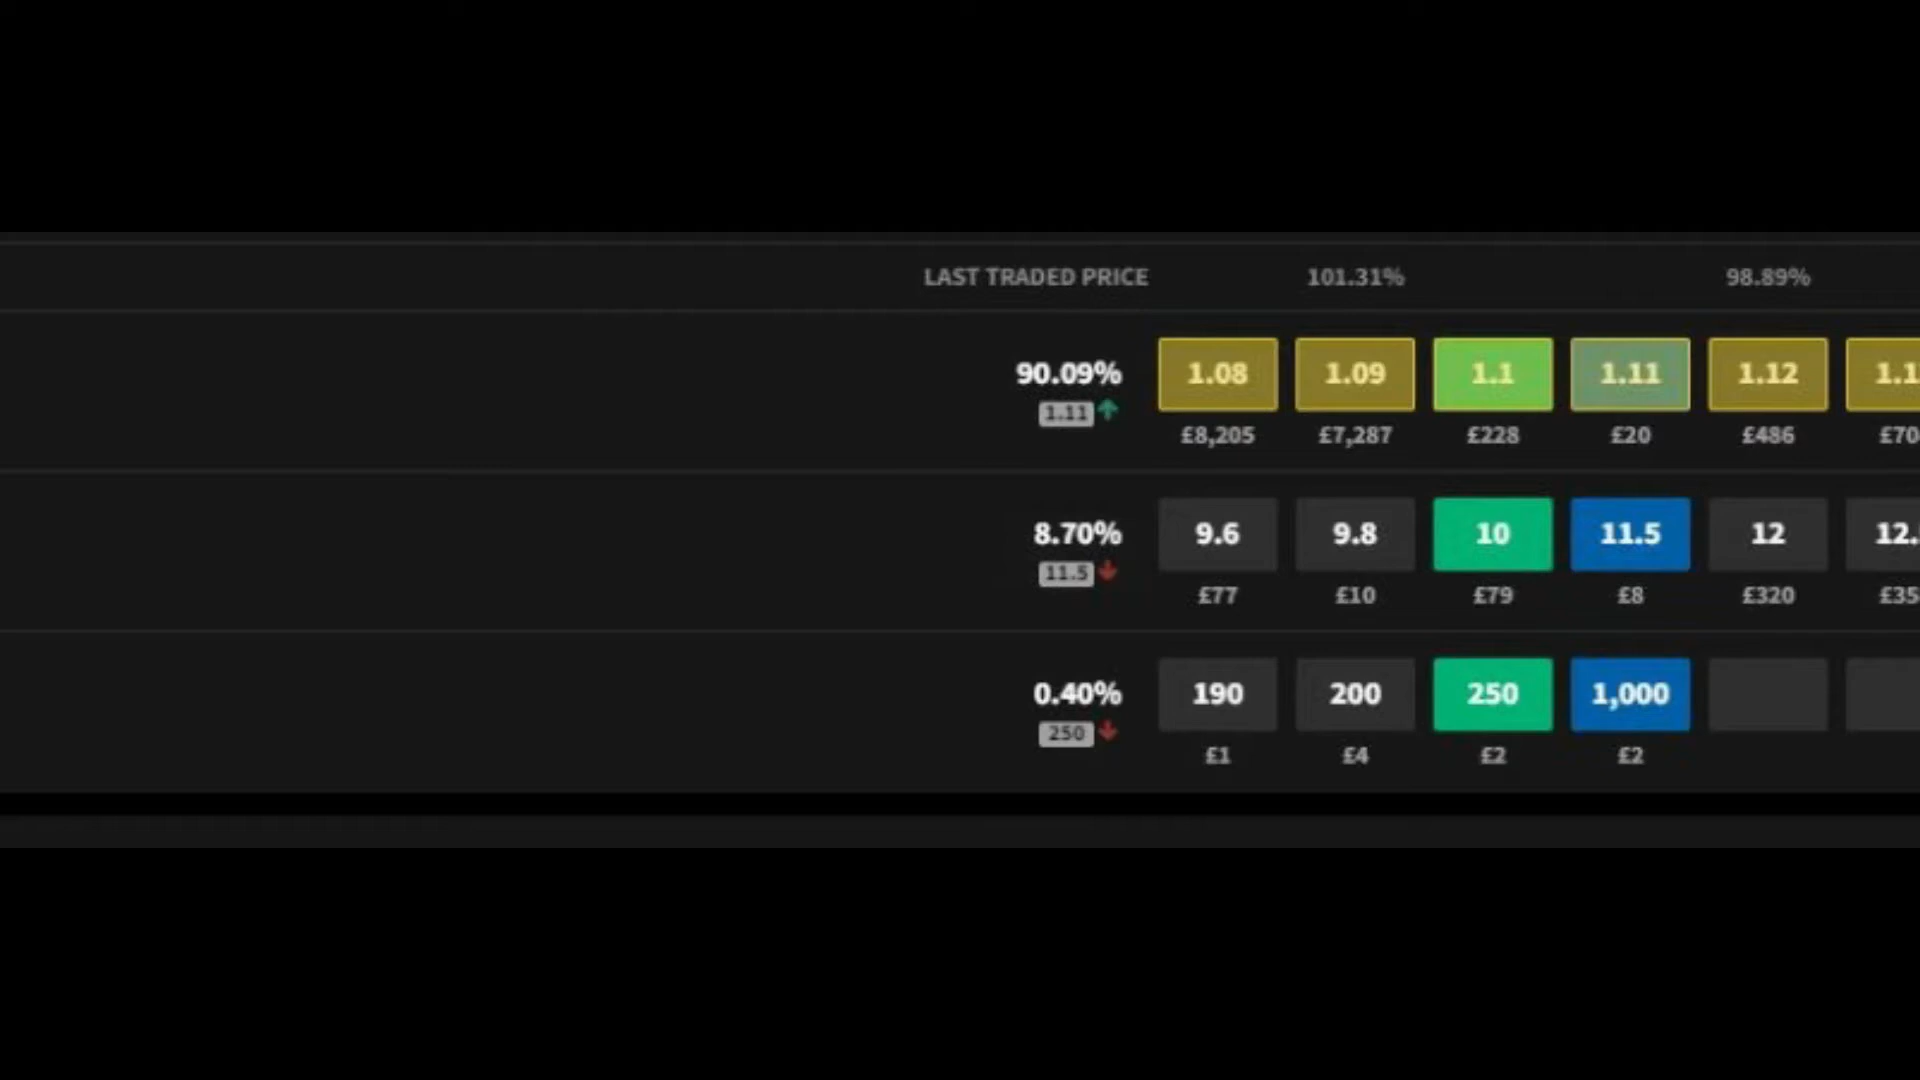 LAST TRADED PRICE 101.31% 98.89%
90.09% 1.08 1.09 1.1 1.11 1.12
1.11 £8,205 £7,287 £228 £20 £486
8.70% 9.6 9.8 10 11.5 12
11.5 £77 £10 £79 £8 £320
0.40% 190 200 250 1,000
250 £1 £4 £2 £2